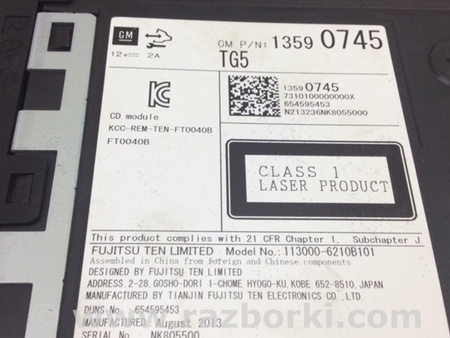 GM
GM P/N: 1359 0745
12V 2A
TG5
1359 0745
7310100000000X
654595453
N213236NK8055000
CD module
KCC-REM-TEN-FT0040B
FT0040B
CLASS 1
LASER PRODUCT
This product complies with 21 CFR Chapter 1, Subchapter J.
FUJITSU TEN LIMITED Model No.: 113000-6210B101
Assembled in China from foreign and Chinese components
DESIGNED BY FUJITSU TEN LIMITED
ADDRESS 2-28, GOSHO-DORI 1-CHOME HYOGO-KU, KOBE 652-8510, JAPAN
MANUFACTURED BY TIANJIN FUJITSU TEN ELECTRONICS CO., LTD.
DUNS No. 654595453
MANUFACTURED August 2013
SERIAL No. NK805500
www.razborki.com